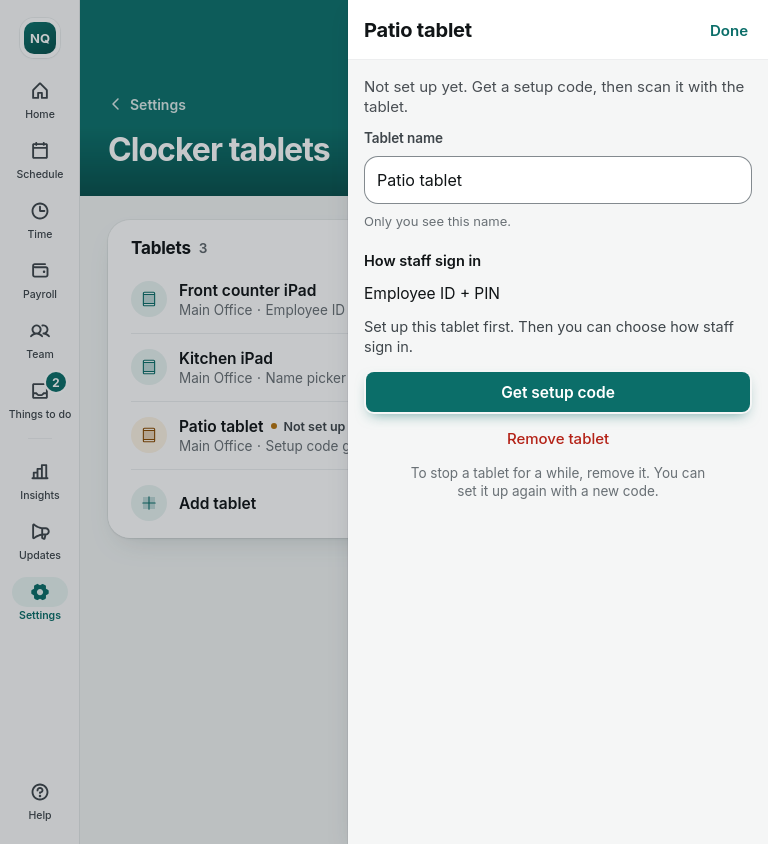 NQ
Home
Schedule
Time
Payroll
Team
2
Things to do
Insights
Updates
Settings
Help
Settings
Clocker tablets
Tablets 3
Front counter iPad
Main Office · Employee ID
Kitchen iPad
Main Office · Name picker
Patio tablet Not set up
Main Office · Setup code
Add tablet
Patio tablet
Done
Not set up yet. Get a setup code, then scan it with the
tablet.
Tablet name
Patio tablet
Only you see this name.
How staff sign in
Employee ID + PIN
Set up this tablet first. Then you can choose how staff
sign in.
Get setup code
Remove tablet
To stop a tablet for a while, remove it. You can
set it up again with a new code.